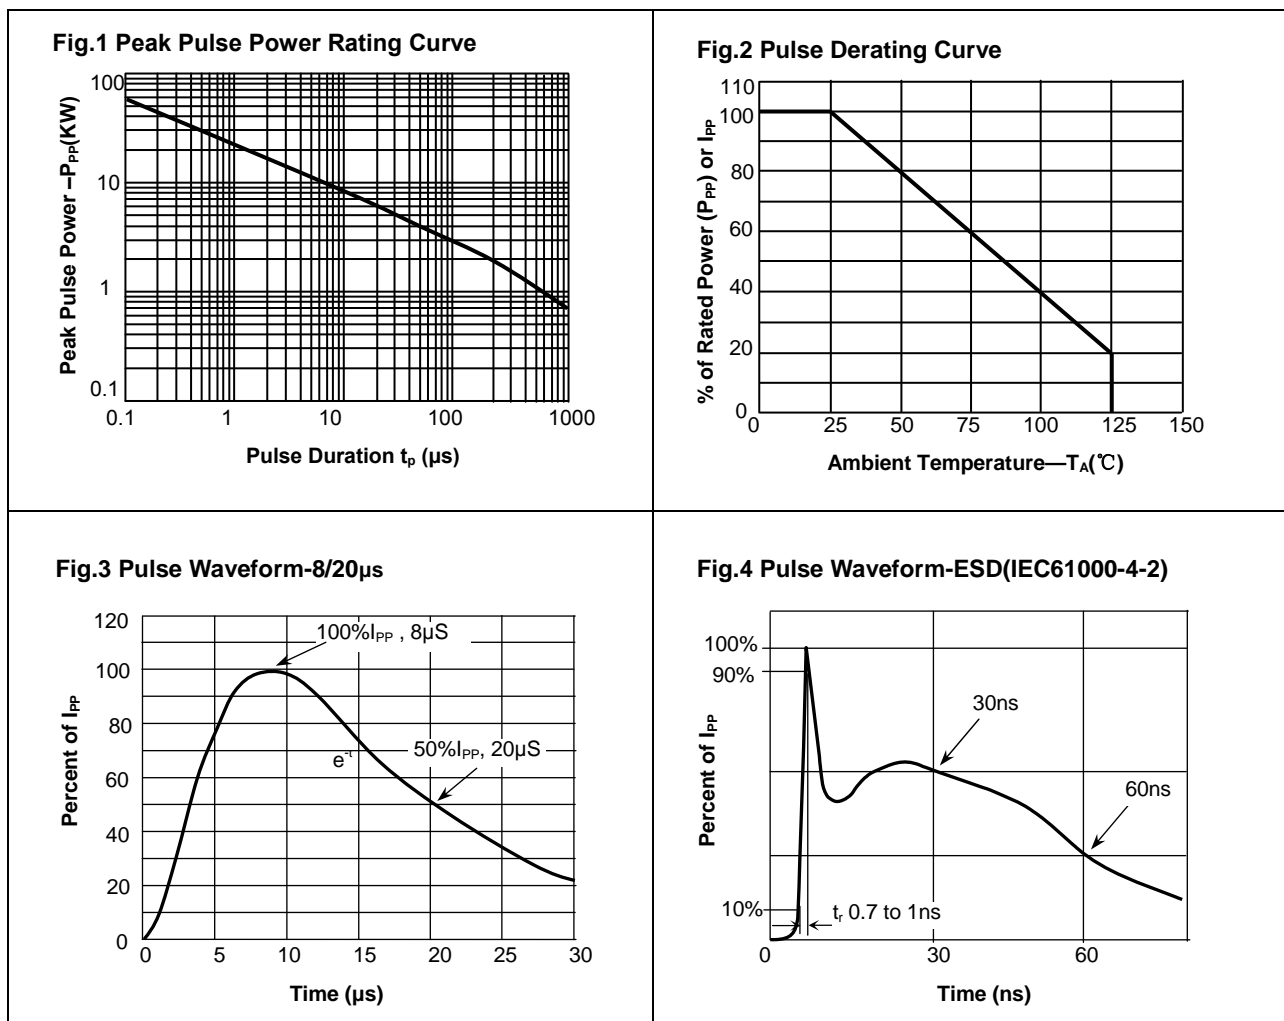 Fig.1 Peak Pulse Power Rating Curve
Peak Pulse Power –PPP(KW)
100
10
1
0.1
0.1 1 10 100 1000
Pulse Duration tp (µs)
Fig.2 Pulse Derating Curve
% of Rated Power (PPP) or IPP
110
100
80
60
40
20
0
0 25 50 75 100 125 150
Ambient Temperature—TA(℃)
Fig.3 Pulse Waveform-8/20µs
Percent of IPP
120
100
80
60
40
20
0
100%IPP , 8µS
e-t
50%IPP, 20µS
0 5 10 15 20 25 30
Time (µs)
Fig.4 Pulse Waveform-ESD(IEC61000-4-2)
Percent of IPP
100%
90%
10%
30ns
60ns
tr 0.7 to 1ns
0 30 60
Time (ns)